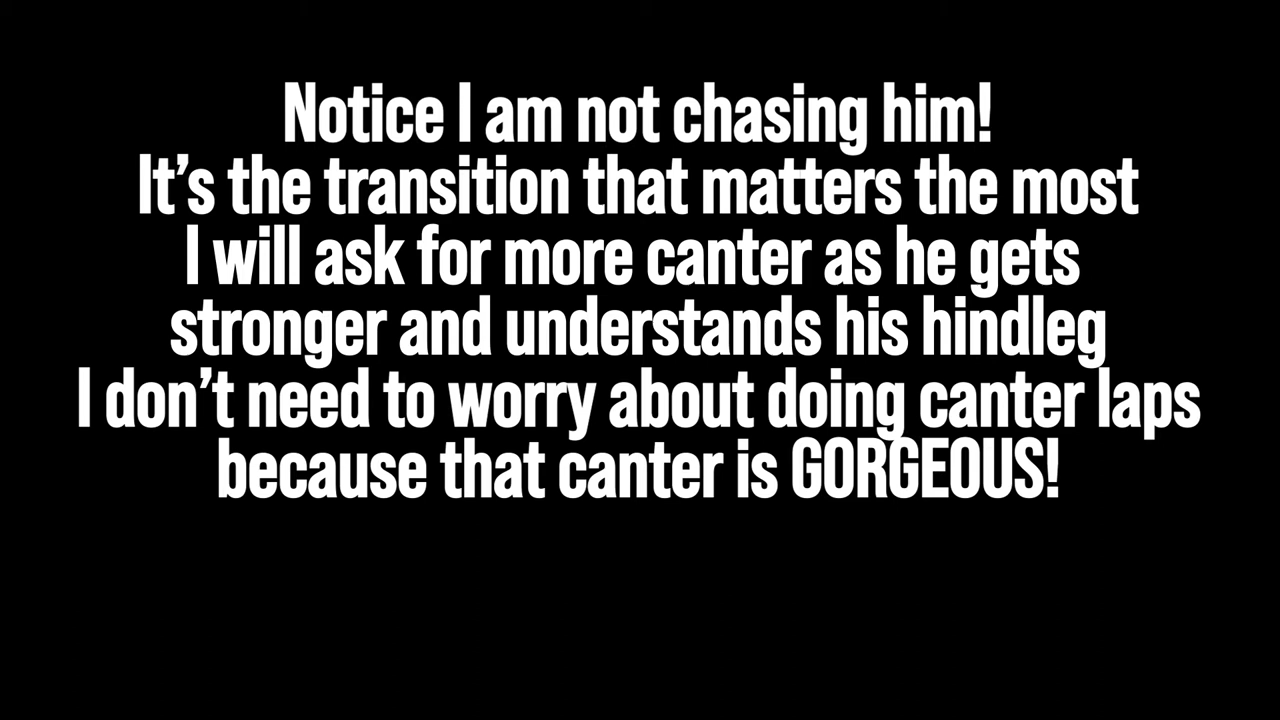 Notice I am not chasing him!
It’s the transition that matters the most
I will ask for more canter as he gets
stronger and understands his hindleg
I don’t need to worry about doing canter laps
because that canter is GORGEOUS!